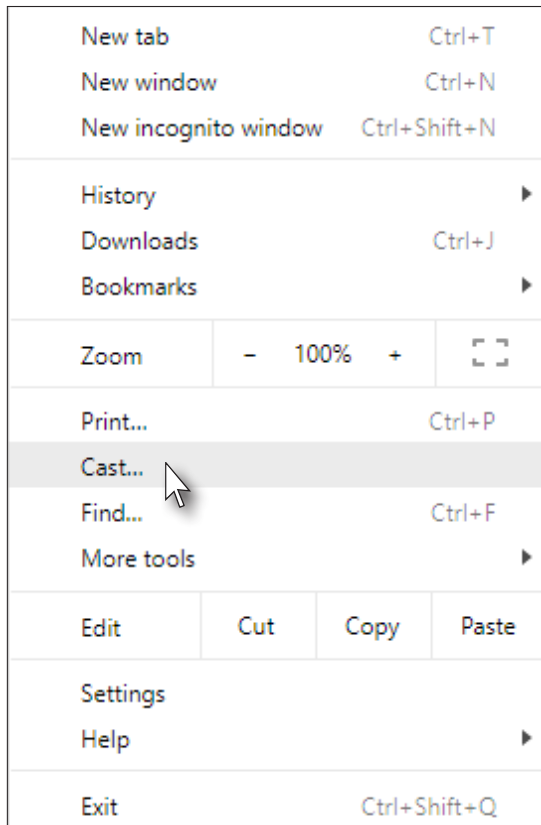 New tab Ctrl+T
New window Ctrl+N
New incognito window Ctrl+Shift+N
History
Downloads Ctrl+J
Bookmarks
Zoom - 100% +
Print... Ctrl+P
Cast...
Find... Ctrl+F
More tools
Edit Cut Copy Paste
Settings
Help
Exit Ctrl+Shift+Q